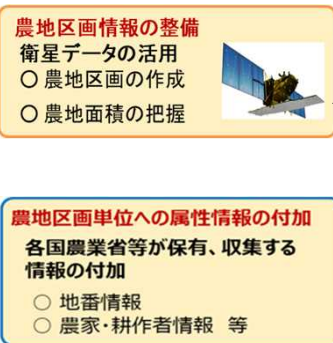 農地区画情報の整備
衛星データの活用
○ 農地区画の作成
○ 農地面積の把握
農地区画単位への属性情報の付加
各国農業省等が保有、収集する
情報の付加
○ 地番情報
○ 農家・耕作者情報 等